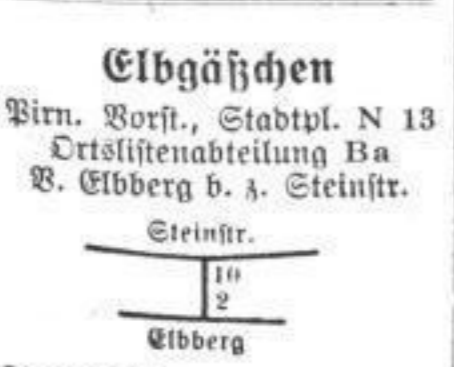 Elbgäßchen
Pirn. Vorst., Stadtpl. N 13
Ortslistenabteilung Ba
V. Elbberg b. z. Steinstr.
Steinstr.
10
2
Elbberg